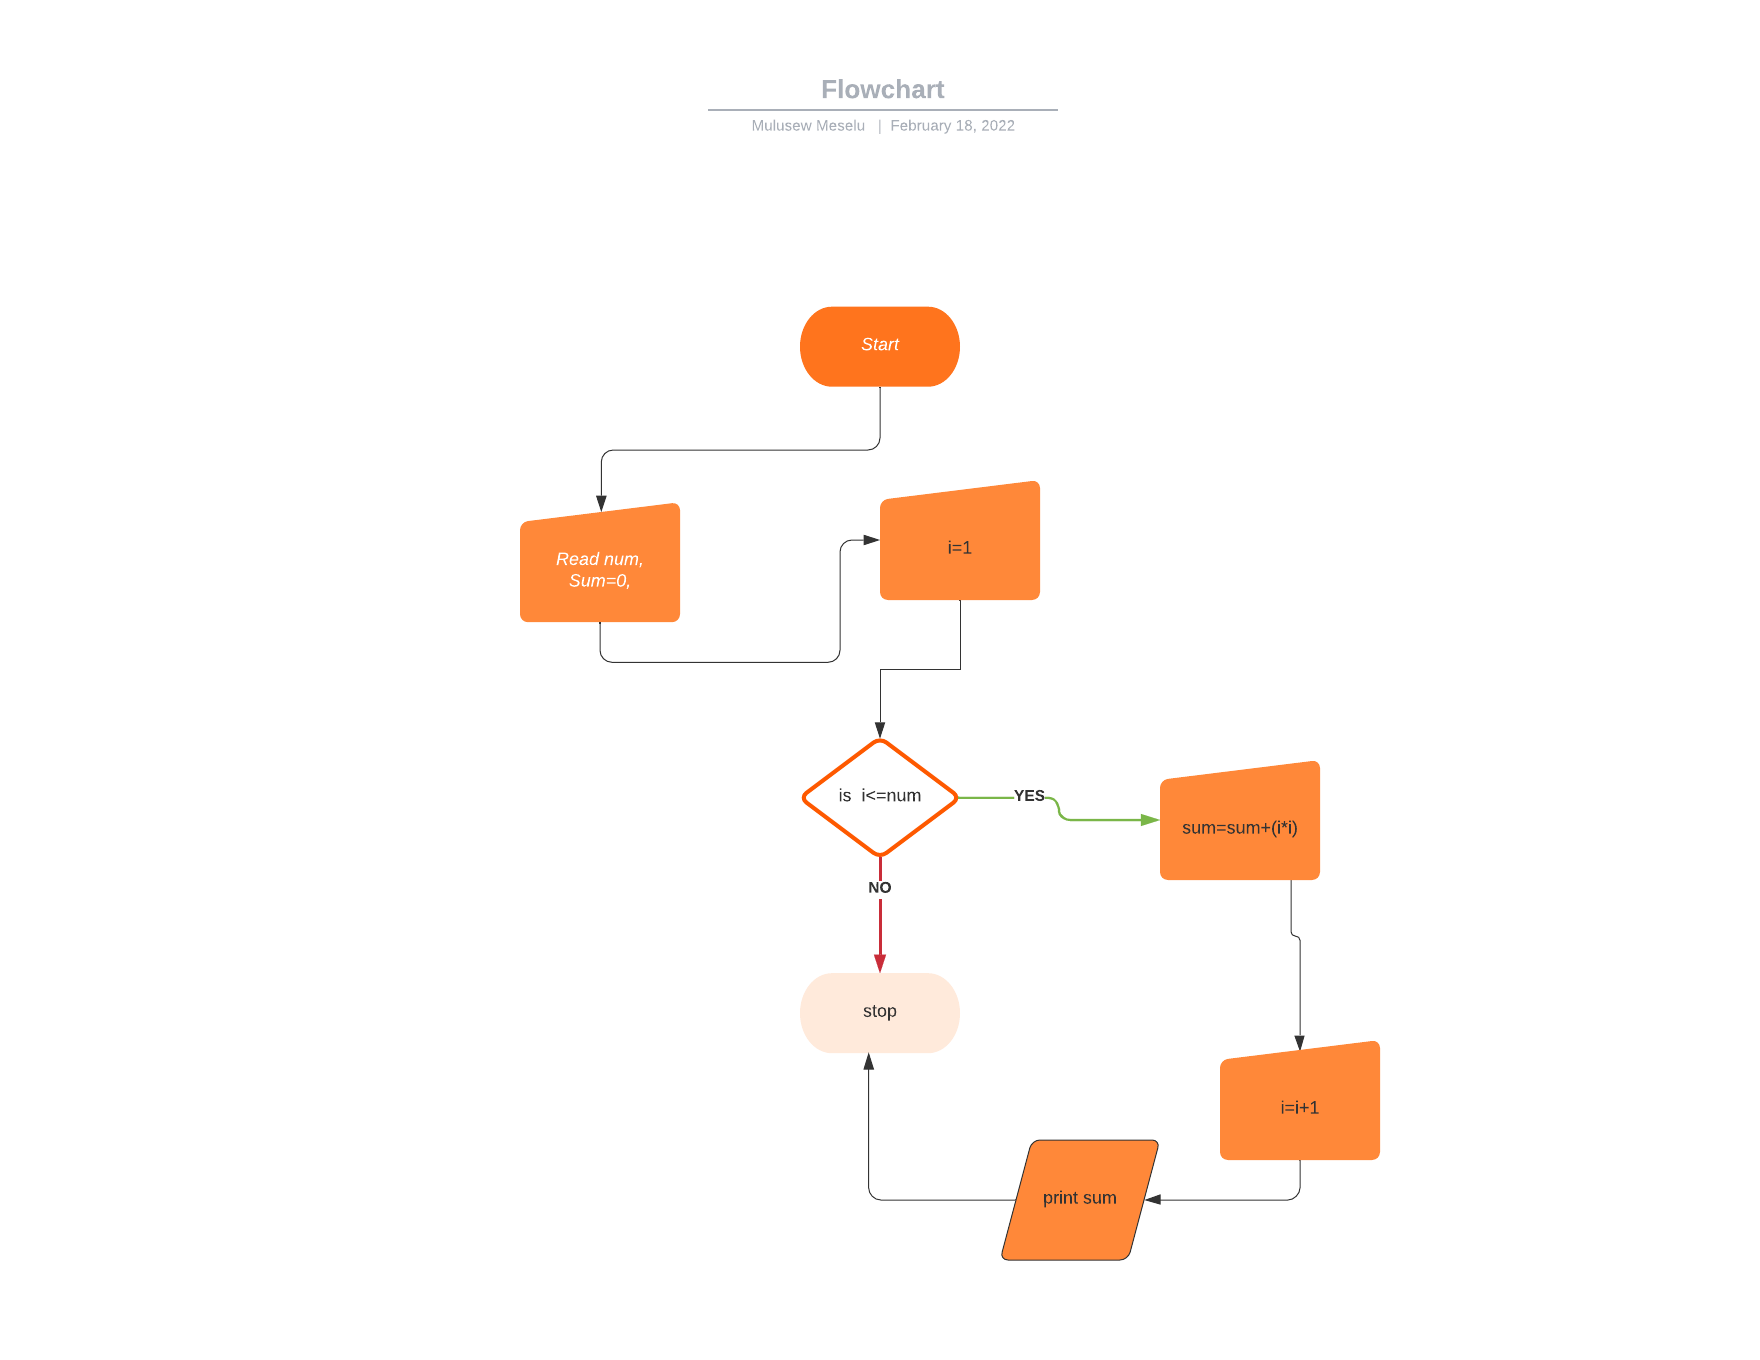 Flowchart
Mulusew Meselu | February 18, 2022
Start
Read num,
Sum=0,
i=1
is i<=num
YES
sum=sum+(i*i)
NO
stop
i=i+1
print sum